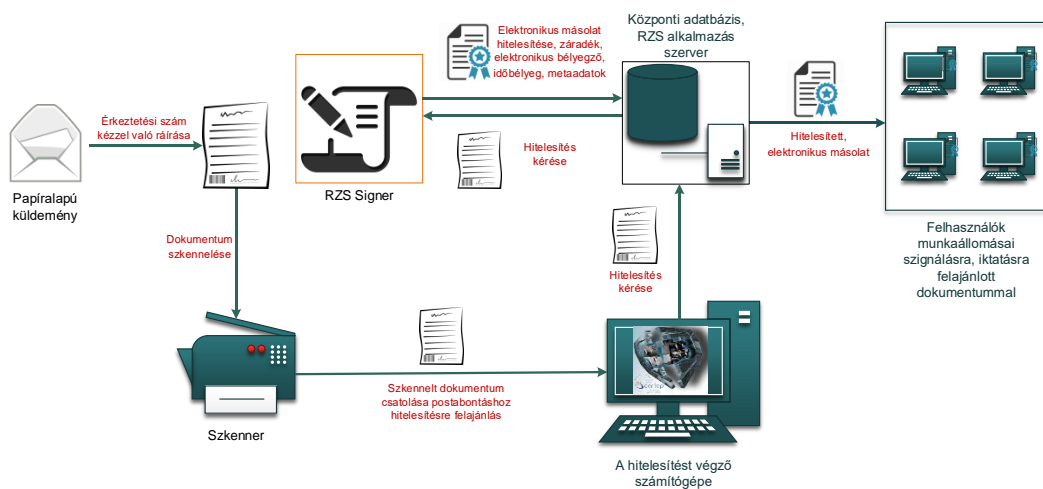 Elektronikus másolat
hitelesítése, záradék,
elektronikus bélyegző,
időbélyeg, metaadatok
Központi adatbázis,
RZS alkalmazás
szerver
Érkeztetési szám
kézzel való ráírása
Hitelesítés
kérése
Hitelesített,
elektronikus másolat
Papíralapú
küldemény
RZS Signer
Dokumentum
szkennelése
Hitelesítés
kérése
Felhasználók
munkaállomásai
szignálásra, iktatásra
felajánlott
dokumentummal
Szkennelt dokumentum
csatolása postabontáshoz
hitelesítésre felajánlás
Szkenner
A hitelesítést végző
számítógépe